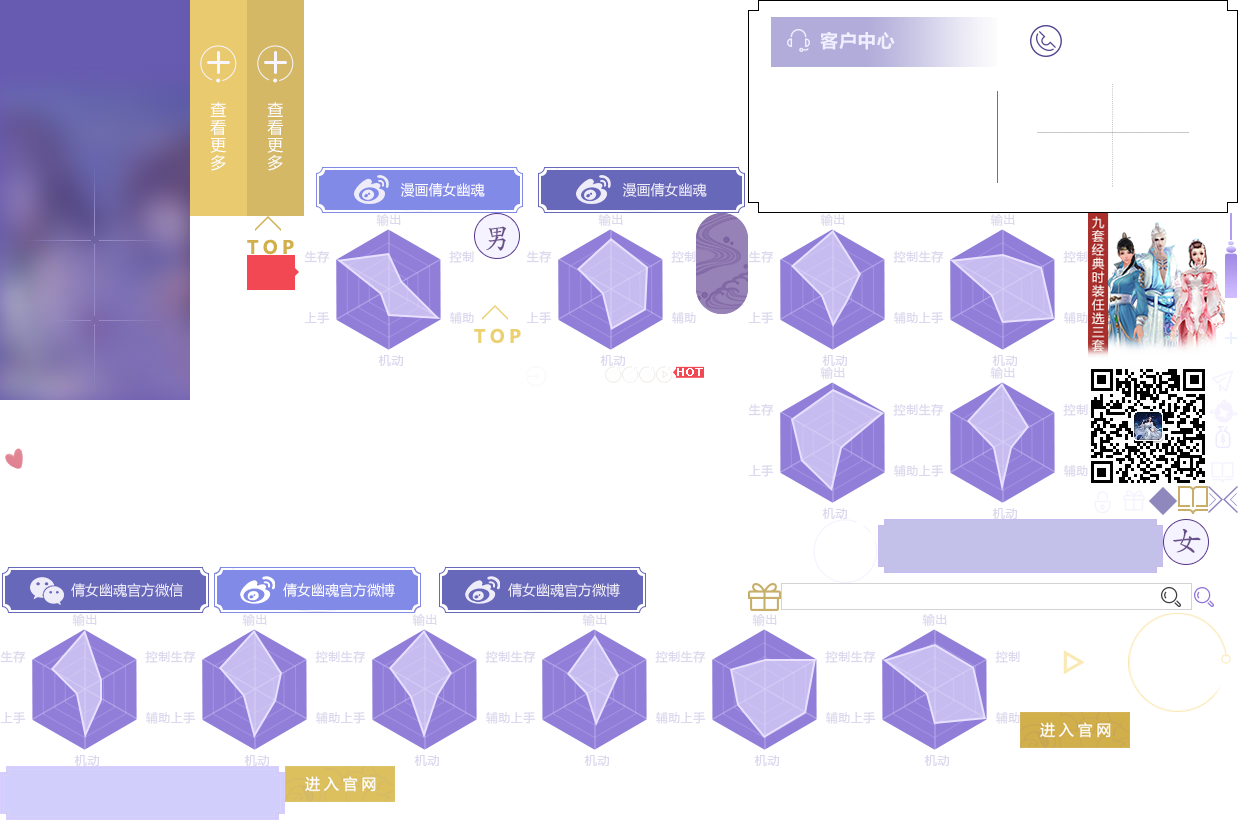 客户中心
查看更多
查看更多
漫画倩女幽魂
漫画倩女幽魂
TOP
男
输出
生存
控制
上手
辅助
机动
TOP
输出
生存
控制
上手
辅助
机动
HOT
输出
生存
控制
上手
辅助
机动
输出
生存
控制
上手
辅助
机动
九套经典时装任选三套
输出
生存
控制
上手
辅助
机动
输出
生存
控制
上手
辅助
机动
女
倩女幽魂官方微信
倩女幽魂官方微博
倩女幽魂官方微博
输出
生存
控制
上手
辅助
机动
输出
生存
控制
上手
辅助
机动
输出
生存
控制
上手
辅助
机动
输出
生存
控制
上手
辅助
机动
输出
生存
控制
上手
辅助
机动
输出
生存
控制
上手
辅助
机动
进入官网
进入官网